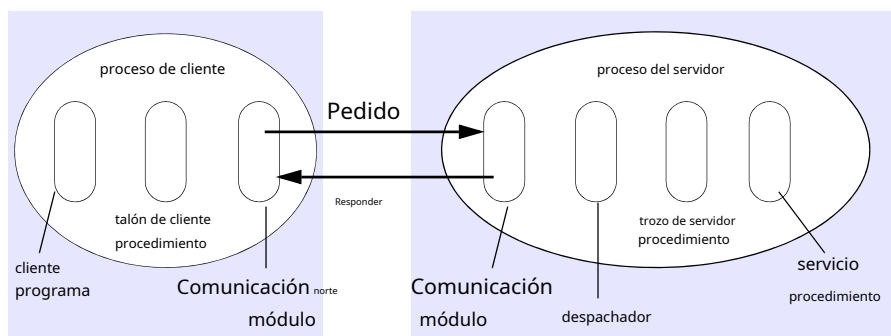 proceso de cliente
proceso del servidor
Pedido
Responder
talón de cliente
procedimiento
trozo de servidor
procedimiento
cliente
programa
Comunicación norte
módulo
Comunicación
módulo
despachador
servicio
procedimiento